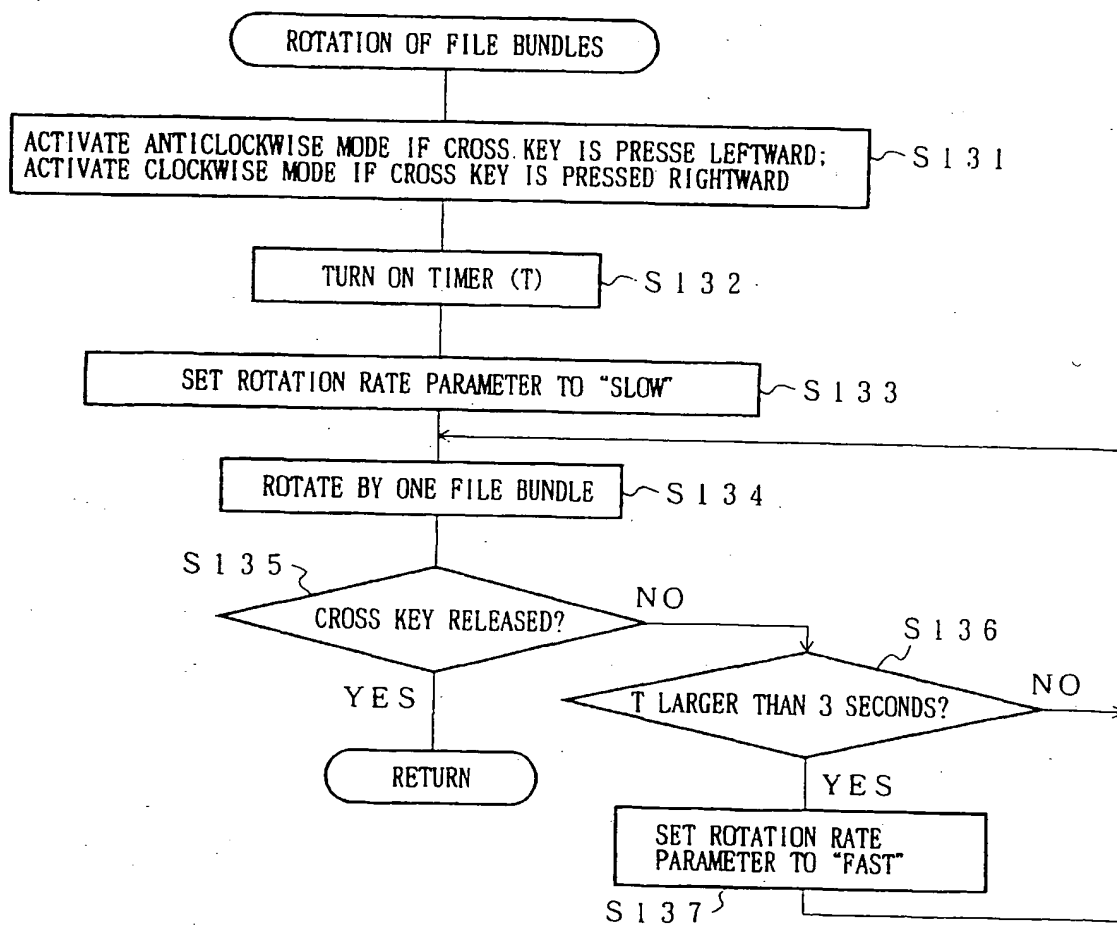 ROTATION OF FILE BUNDLES
ACTIVATE ANTICLOCKWISE MODE IF CROSS KEY IS PRESSE LEFTWARD;
ACTIVATE CLOCKWISE MODE IF CROSS KEY IS PRESSED RIGHTWARD
S131
TURN ON TIMER (T)
S132
SET ROTATION RATE PARAMETER TO "SLOW"
S133
ROTATE BY ONE FILE BUNDLE
S134
S135
CROSS KEY RELEASED?
NO
YES
RETURN
S136
T LARGER THAN 3 SECONDS?
NO
YES
SET ROTATION RATE
PARAMETER TO "FAST"
S137